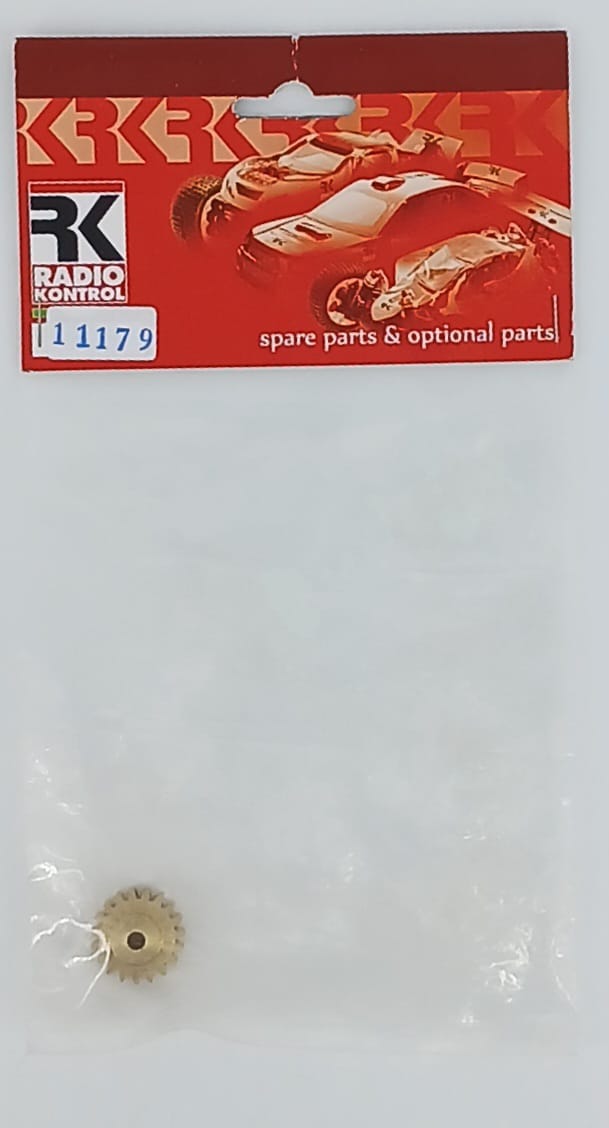 RK
RADIO
KONTROL
11179
spare parts & optional parts